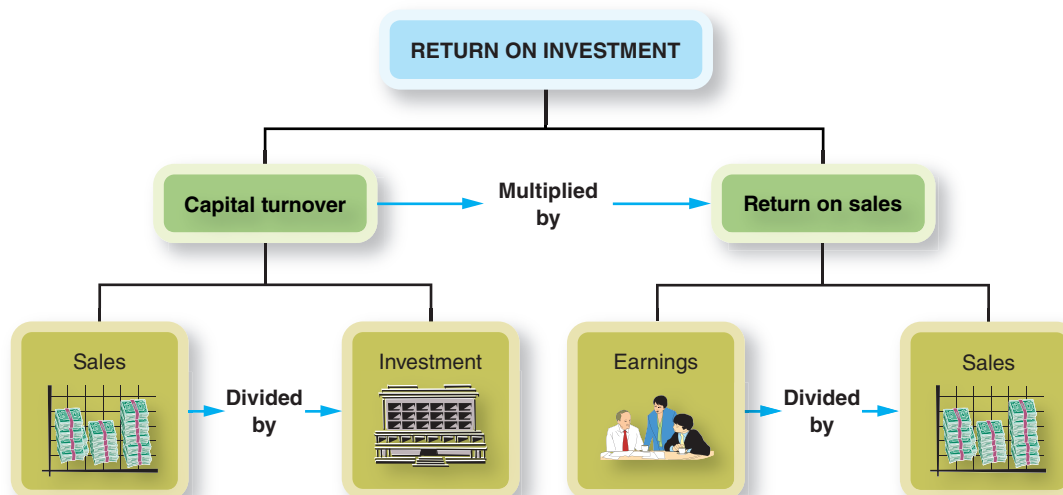 RETURN ON INVESTMENT
Capital turnover
Multiplied
by
Return on sales
Sales
Divided
by
Investment
Earnings
Divided
by
Sales